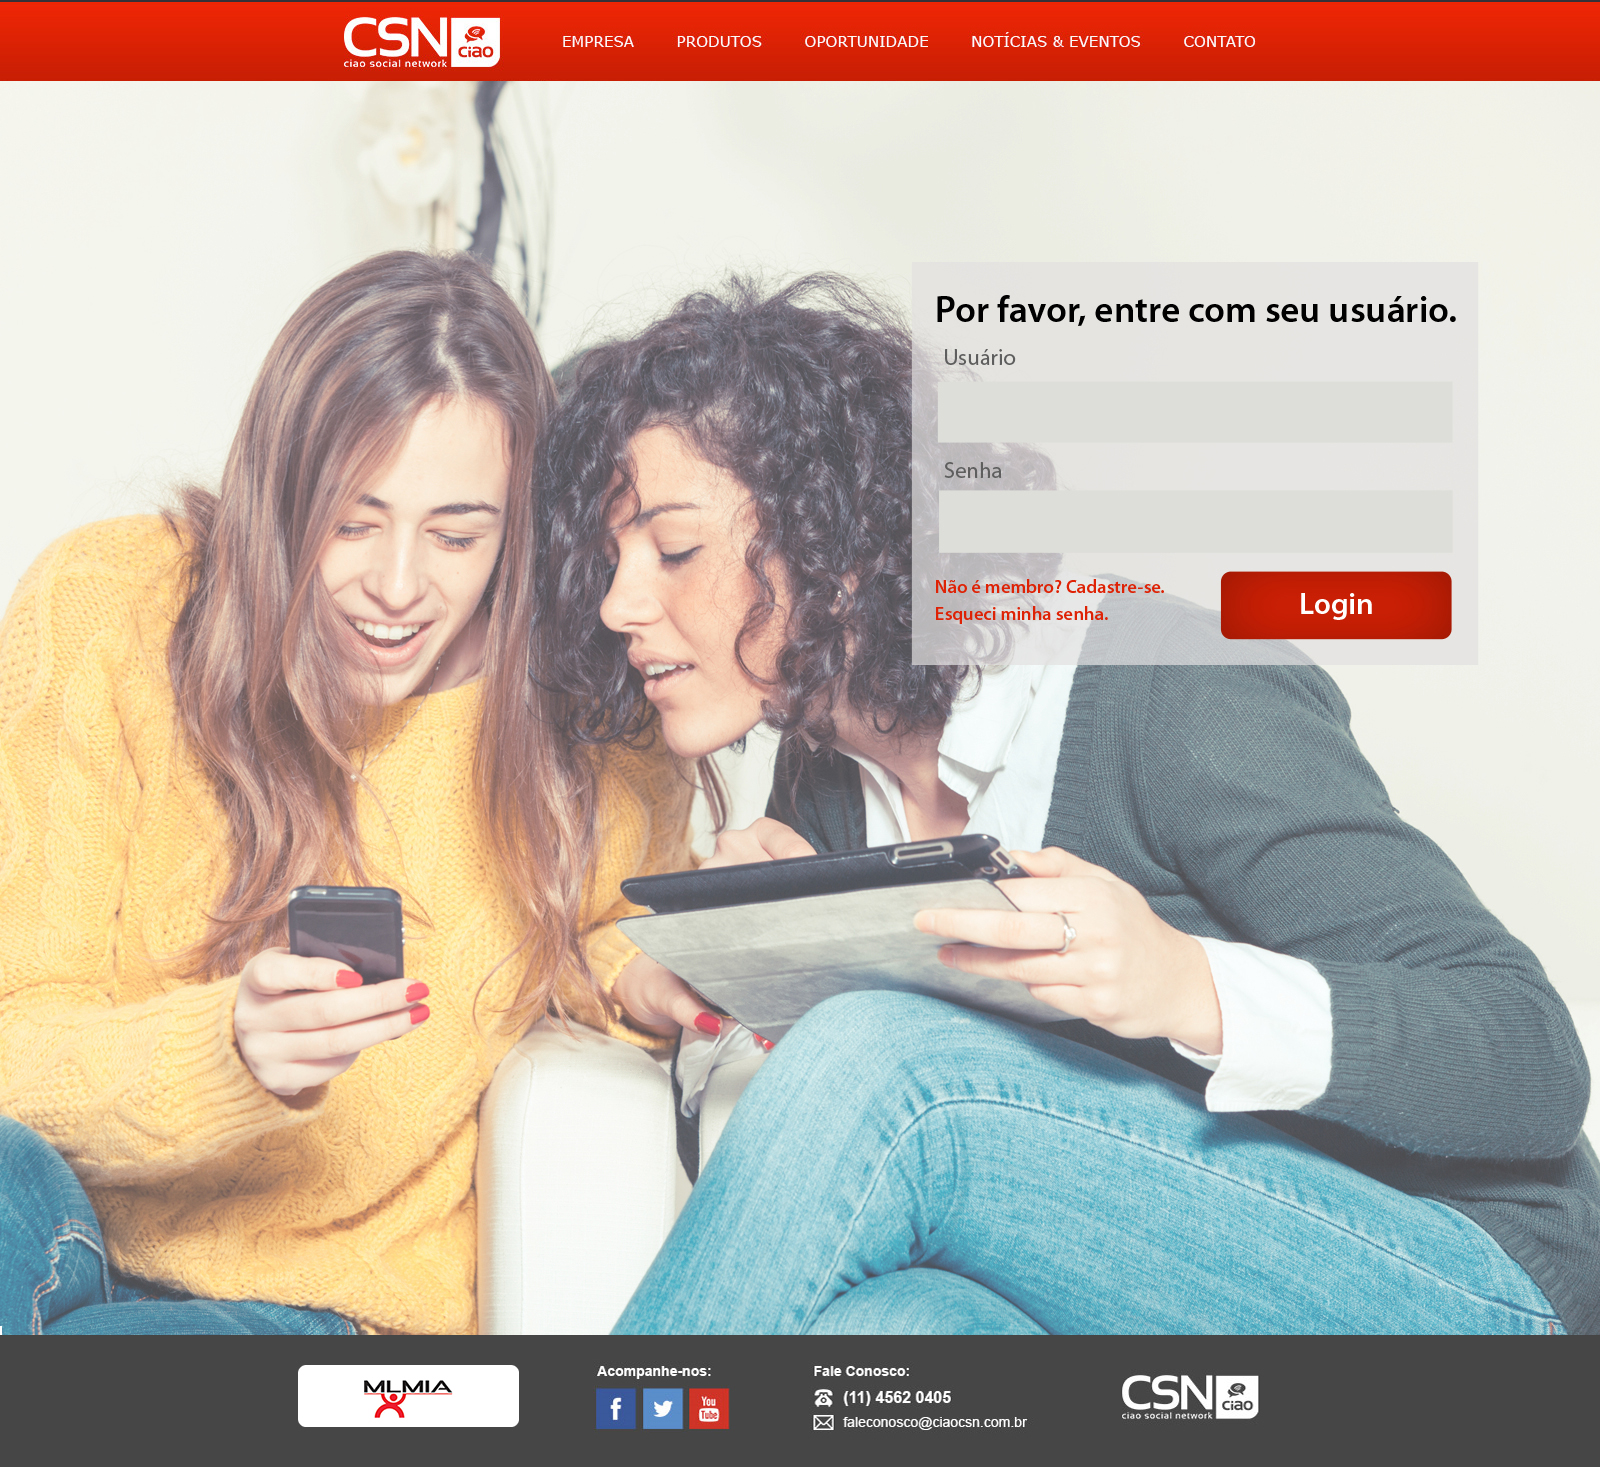 CSN ciao
ciao social network
EMPRESA PRODUTOS OPORTUNIDADE NOTÍCIAS & EVENTOS CONTATO
Por favor, entre com seu usuário.
Usuário
Senha
Não é membro? Cadastre-se.
Esqueci minha senha.
Login
MLMIA
Acompanhe-nos:
f
You Tube
Fale Conosco:
(11) 4562 0405
faleconosco@ciaocsn.com.br
CSN ciao
ciao social network